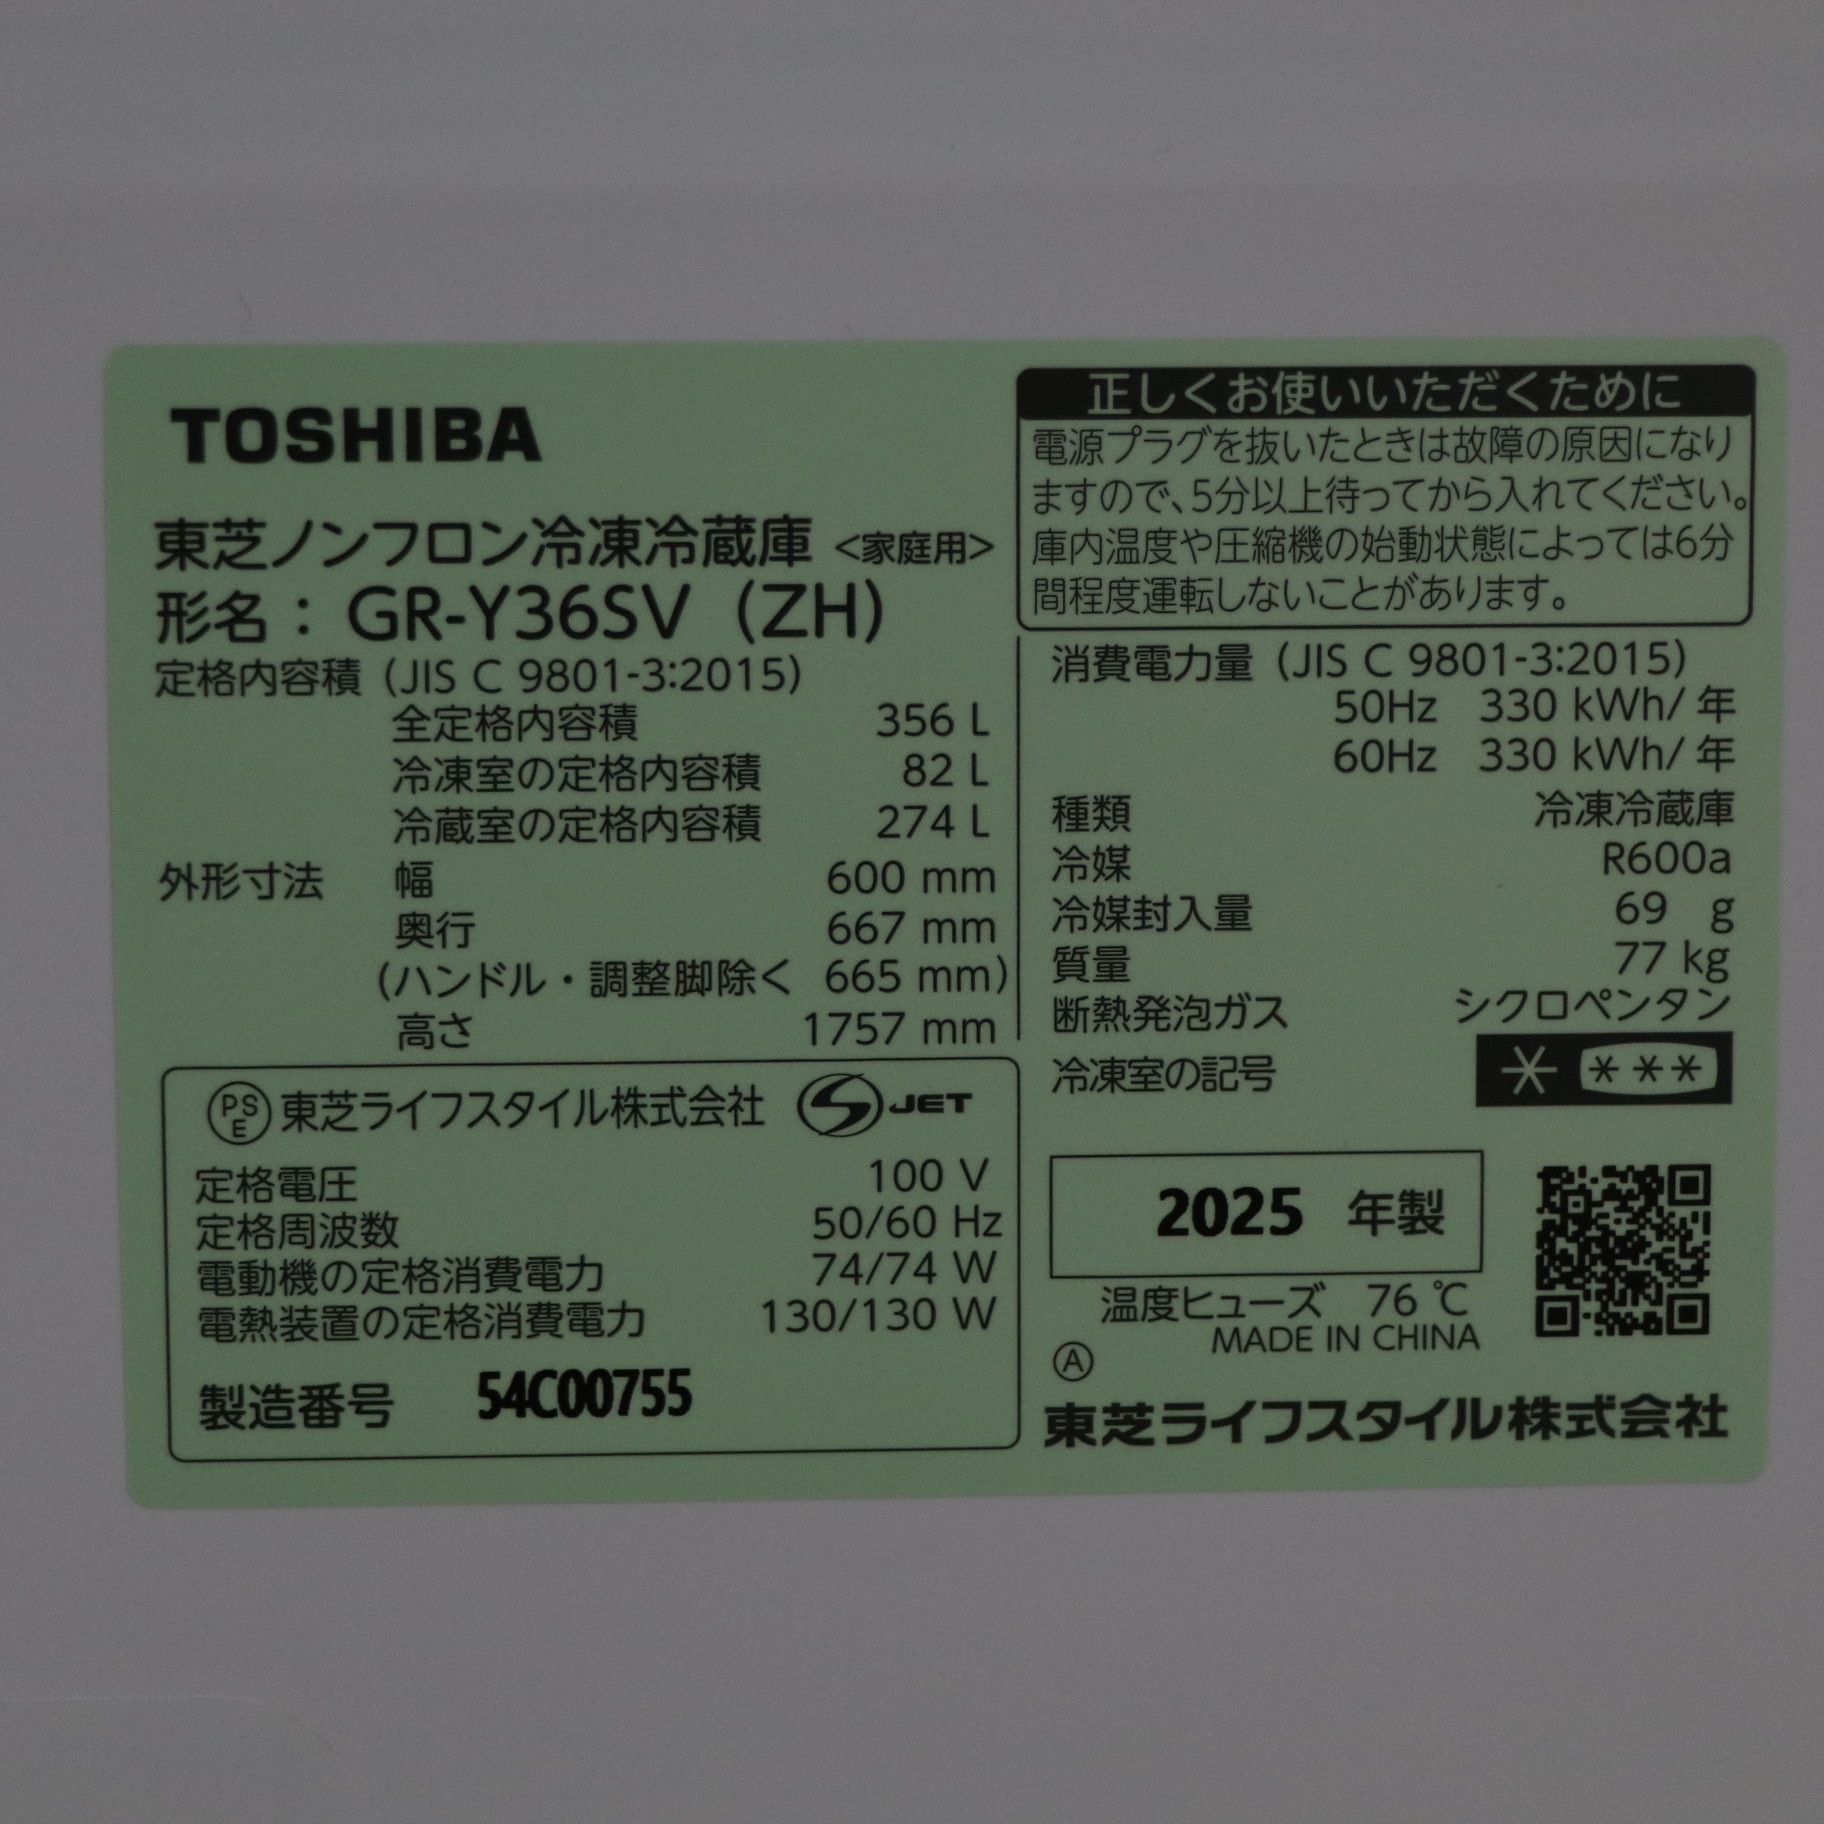 TOSHIBA
東芝ノンフロン冷凍冷蔵庫 <家庭用>
形名： GR-Y36SV (ZH)
定格内容積 (JIS C 9801-3:2015)
全定格内容積 356 L
冷凍室の定格内容積 82 L
冷蔵室の定格内容積 274 L
外形寸法 幅 600 mm
奥行 667 mm
(ハンドル・調整脚除く 665 mm)
高さ 1757 mm
PS
E
東芝ライフスタイル株式会社 S JET
定格電圧 100 V
定格周波数 50/60 Hz
電動機の定格消費電力 74/74 W
電熱装置の定格消費電力 130/130 W
製造番号 54C00755
正しくお使いいただくために
電源プラグを抜いたときは故障の原因になり
ますので、5分以上待ってから入れてください。
庫内温度や圧縮機の始動状態によっては6分
間程度運転しないことがあります。
消費電力量 (JIS C 9801-3:2015)
50Hz 330 kWh/年
60Hz 330 kWh/年
種類 冷凍冷蔵庫
冷媒 R600a
冷媒封入量 69 g
質量 77 kg
断熱発泡ガス シクロペンタン
冷凍室の記号 * ***
2025 年製
温度ヒューズ 76 ℃
MADE IN CHINA
Ⓐ
東芝ライフスタイル株式会社